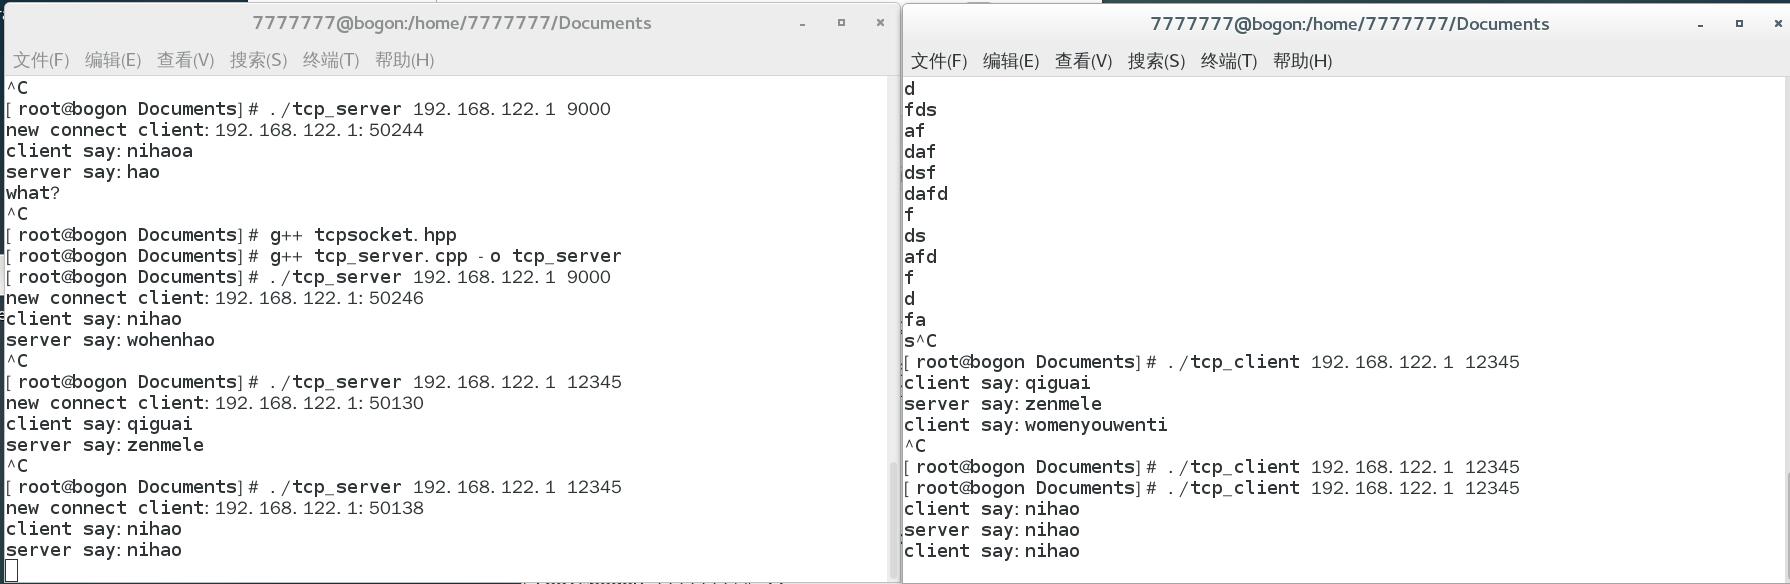 7777777@bogon:/home/7777777/Documents
文件(F) 编辑(E) 查看(V) 搜索(S) 终端(T) 帮助(H)
^C
[root@bogon Documents]# ./tcp_server 192.168.122.1 9000
new connect client:192.168.122.1:50244
client say:nihaoa
server say:hao
what?
^C
[root@bogon Documents]# g++ tcpsocket.hpp
[root@bogon Documents]# g++ tcp_server.cpp -o tcp_server
[root@bogon Documents]# ./tcp_server 192.168.122.1 9000
new connect client:192.168.122.1:50246
client say:nihao
server say:wohenhao
^C
[root@bogon Documents]# ./tcp_server 192.168.122.1 12345
new connect client:192.168.122.1:50130
client say:qiguai
server say:zenmele
^C
[root@bogon Documents]# ./tcp_server 192.168.122.1 12345
new connect client:192.168.122.1:50138
client say:nihao
server say:nihao
7777777@bogon:/home/7777777/Documents
文件(F) 编辑(E) 查看(V) 搜索(S) 终端(T) 帮助(H)
d
fds
af
daf
dsf
dafd
f
ds
afd
f
d
fa
s^C
[root@bogon Documents]# ./tcp_client 192.168.122.1 12345
client say:qiguai
server say:zenmele
client say:womenyouwenti
^C
[root@bogon Documents]# ./tcp_client 192.168.122.1 12345
[root@bogon Documents]# ./tcp_client 192.168.122.1 12345
client say:nihao
server say:nihao
client say:nihao